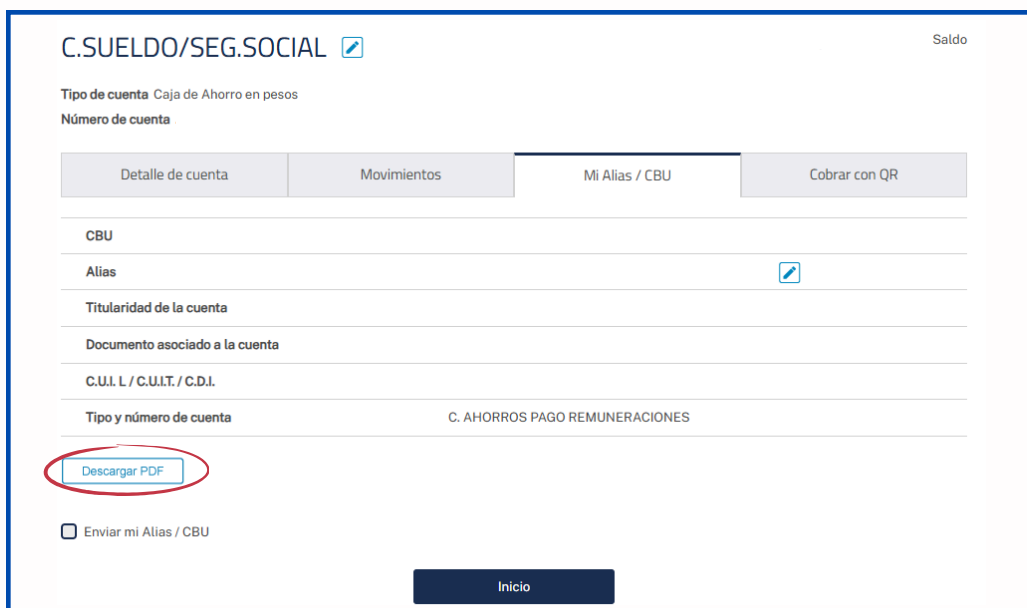 C.SUELDO/SEG.SOCIAL
Saldo
Tipo de cuenta Caja de Ahorro en pesos
Número de cuenta
Detalle de cuenta
Movimientos
Mi Alias / CBU
Cobrar con QR
CBU
Alias
Titularidad de la cuenta
Documento asociado a la cuenta
C.U.I. L / C.U.I.T. / C.D.I.
Tipo y número de cuenta C. AHORROS PAGO REMUNERACIONES
Descargar PDF
Enviar mi Alias / CBU
Inicio